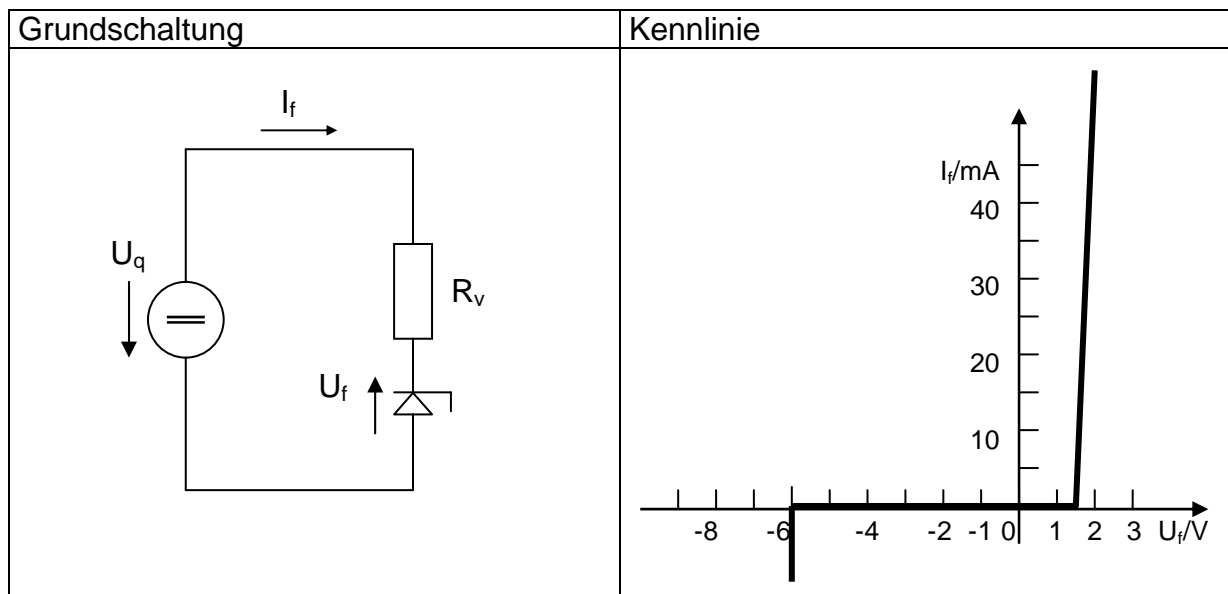 Grundschaltung
Kennlinie
I_f
U_q
R_v
U_f
I_f/mA
40
30
20
10
-8 -6 -4 -2 -1 0 1 2 3 U_f/V